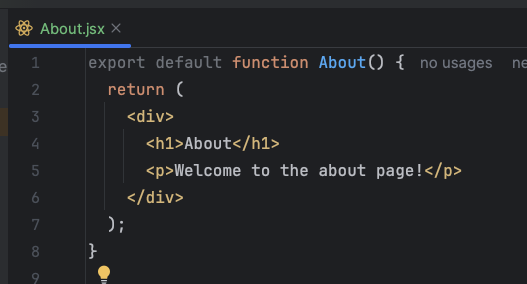 About.jsx
1 export default function About() { no usages
2 return (
3 <div>
4 <h1>About</h1>
5 <p>Welcome to the about page!</p>
6 </div>
7 );
8 }
9